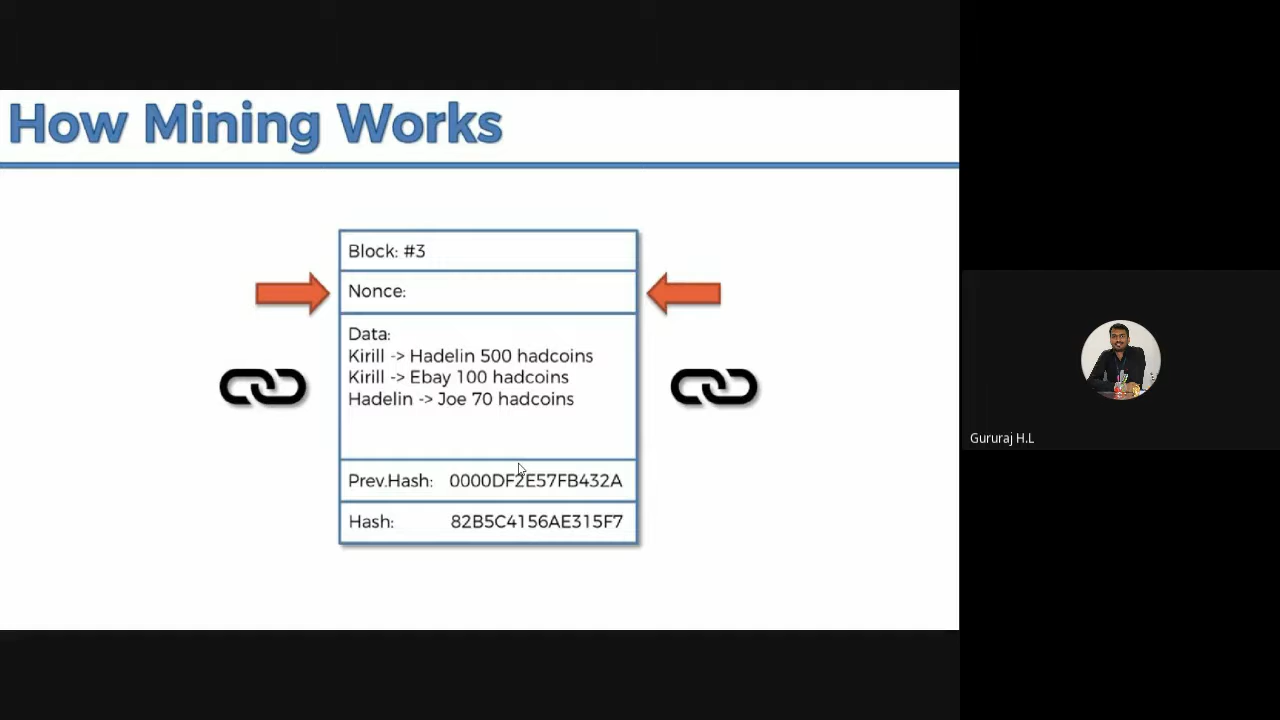 How Mining Works
Block: #3
Nonce:
Data:
Kirill -> Hadelin 500 hadcoins
Kirill -> Ebay 100 hadcoins
Hadelin -> Joe 70 hadcoins
Prev.Hash: 0000DF2E57FB432A
Hash: 82B5C4156AE315F7
Gururaj H.L